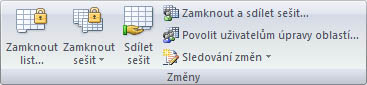 Zamknout
list...
Zamknout
sešit
Sdílet
sešit
Zamknout a sdílet sešit...
Povolit uživatelům úpravy oblastí...
Sledování změn
Změny